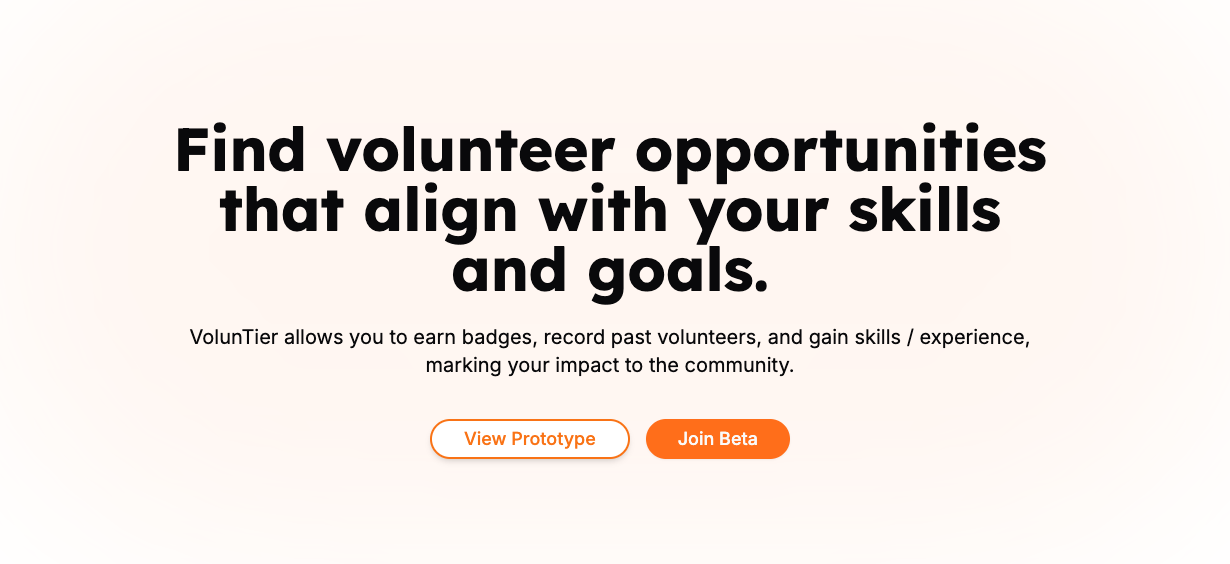 Find volunteer opportunities
that align with your skills
and goals.
VolunTier allows you to earn badges, record past volunteers, and gain skills / experience,
marking your impact to the community.
View Prototype
Join Beta